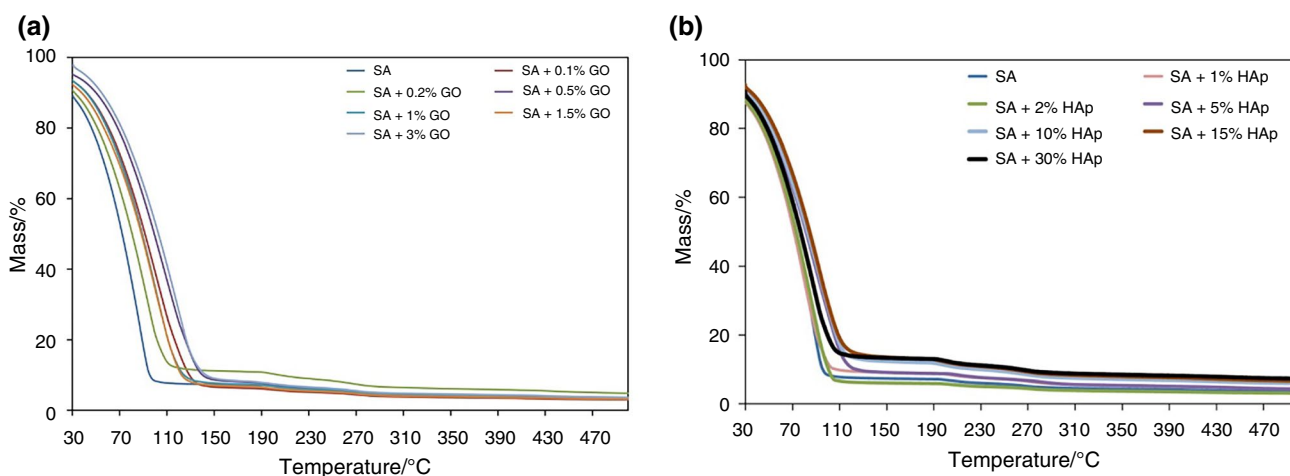 (a)
100
80
60
40
20
0
Mass/%
SA
SA + 0.1% GO
SA + 0.2% GO
SA + 0.5% GO
SA + 1% GO
SA + 1.5% GO
SA + 3% GO
30 70 110 150 190 230 270 310 350 390 430 470
Temperature/°C
(b)
100
80
60
40
20
0
Mass/%
SA
SA + 1% HAp
SA + 2% HAp
SA + 5% HAp
SA + 10% HAp
SA + 15% HAp
SA + 30% HAp
30 70 110 150 190 230 270 310 350 390 430 470
Temperature/°C